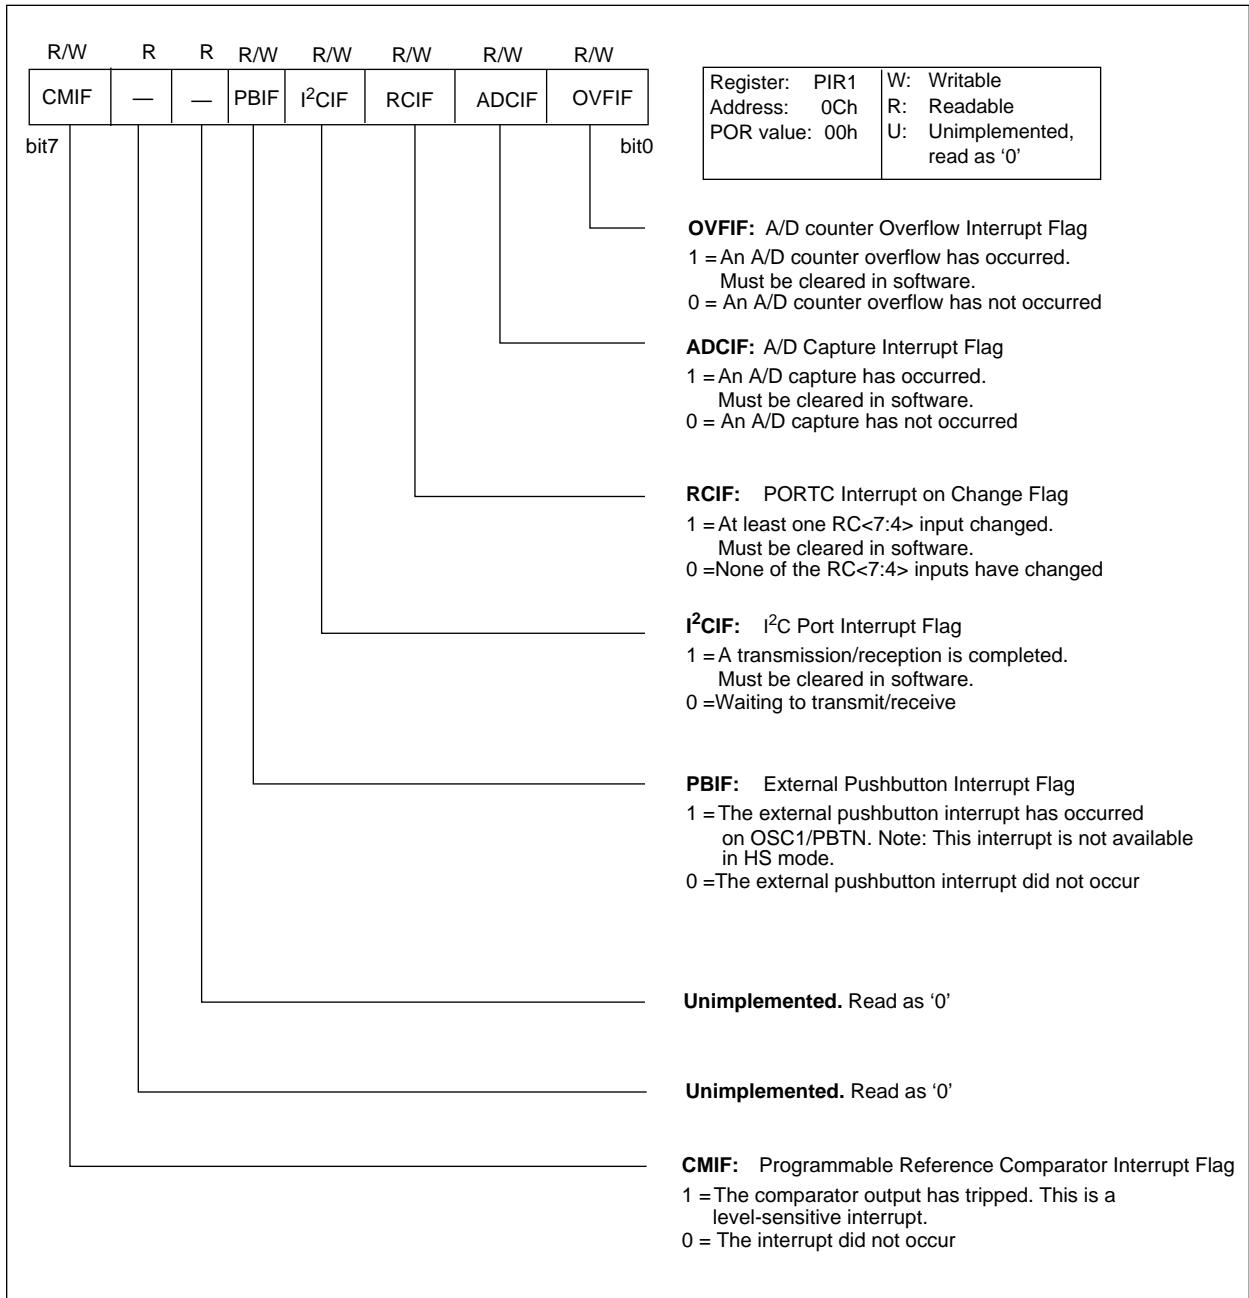 R/W R R R/W R/W R/W R/W R/W
CMIF — — PBIF I²CIF RCIF ADCIF OVFIF
bit7 bit0
Register: PIR1
Address: 0Ch
POR value: 00h
W: Writable
R: Readable
U: Unimplemented,
read as ‘0’
OVFIF: A/D counter Overflow Interrupt Flag
1 = An A/D counter overflow has occurred.
Must be cleared in software.
0 = An A/D counter overflow has not occurred
ADCIF: A/D Capture Interrupt Flag
1 = An A/D capture has occurred.
Must be cleared in software.
0 = An A/D capture has not occurred
RCIF: PORTC Interrupt on Change Flag
1 = At least one RC<7:4> input changed.
Must be cleared in software.
0 =None of the RC<7:4> inputs have changed
I²CIF: I²C Port Interrupt Flag
1 = A transmission/reception is completed.
Must be cleared in software.
0 =Waiting to transmit/receive
PBIF: External Pushbutton Interrupt Flag
1 = The external pushbutton interrupt has occurred
on OSC1/PBTN. Note: This interrupt is not available
in HS mode.
0 =The external pushbutton interrupt did not occur
Unimplemented. Read as ‘0’
Unimplemented. Read as ‘0’
CMIF: Programmable Reference Comparator Interrupt Flag
1 = The comparator output has tripped. This is a
level-sensitive interrupt.
0 = The interrupt did not occur